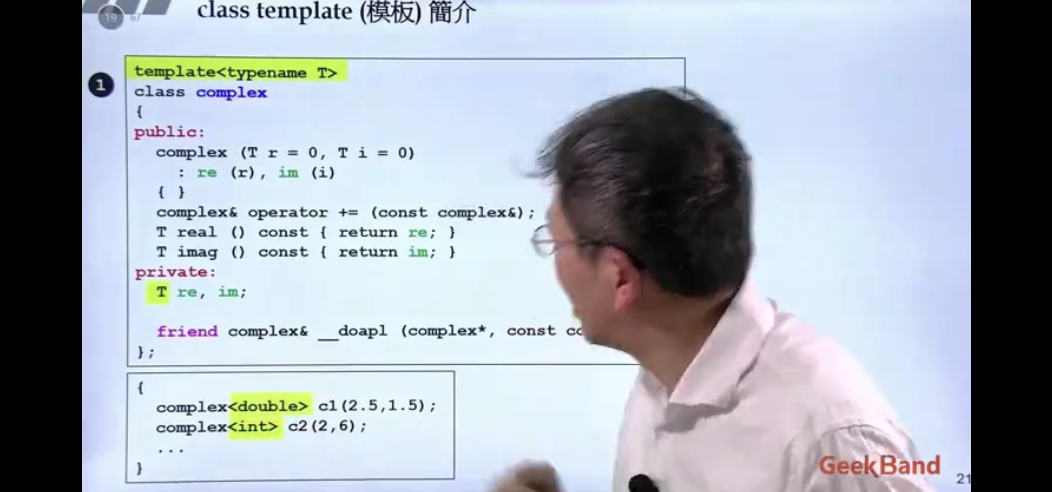 class template (模板) 簡介
19 67
1
template<typename T>
class complex
{
public:
complex (T r = 0, T i = 0)
: re (r), im (i)
{ }
complex& operator += (const complex&);
T real () const { return re; }
T imag () const { return im; }
private:
T re, im;
friend complex& __doapl (complex*, const
};
{
complex<double> c1(2.5,1.5);
complex<int> c2(2,6);
...
}
GeekBand
21